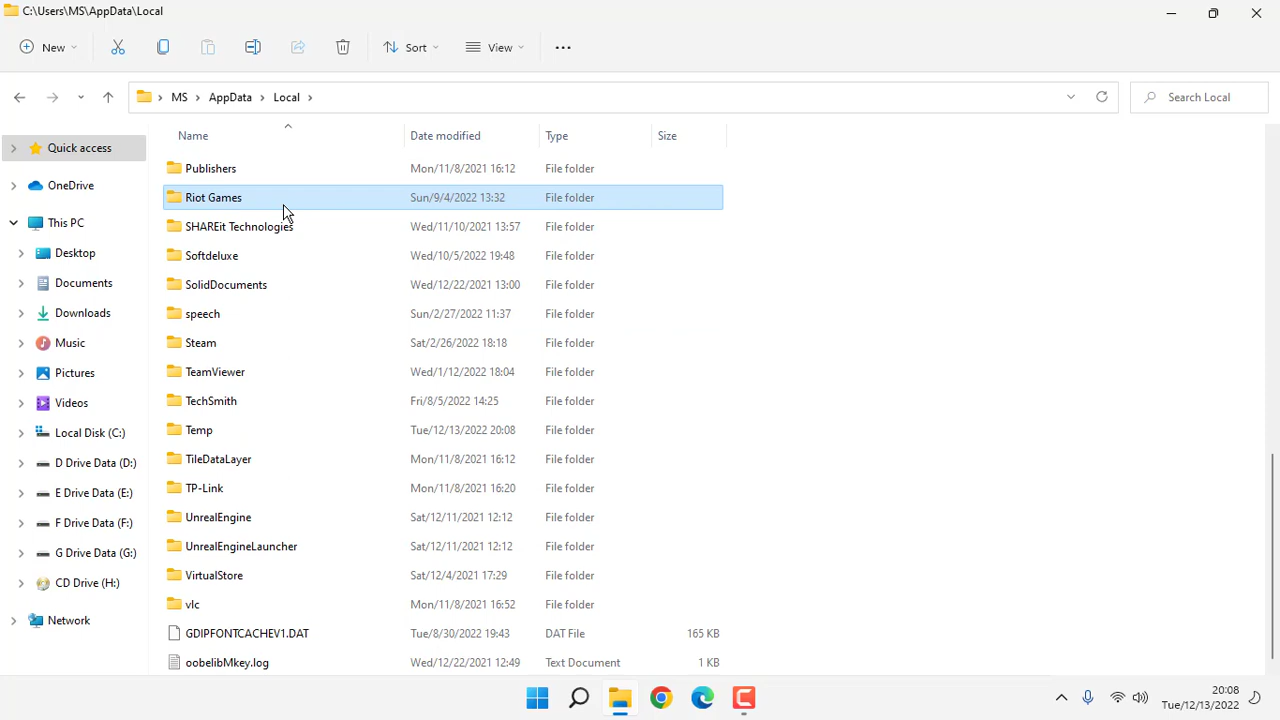 C:\Users\MS\AppData\Local
New Sort View
MS AppData Local Search Local
Name Date modified Type Size
Quick access
OneDrive
This PC
Desktop
Documents
Downloads
Music
Pictures
Videos
Local Disk (C:)
D Drive Data (D:)
E Drive Data (E:)
F Drive Data (F:)
G Drive Data (G:)
CD Drive (H:)
Network
Publishers Mon/11/8/2021 16:12 File folder
Riot Games Sun/9/4/2022 13:32 File folder
SHAREit Technologies Wed/11/10/2021 13:57 File folder
Softdeluxe Wed/10/5/2022 19:48 File folder
SolidDocuments Wed/12/22/2021 13:00 File folder
speech Sun/2/27/2022 11:37 File folder
Steam Sat/2/26/2022 18:18 File folder
TeamViewer Wed/1/12/2022 18:04 File folder
TechSmith Fri/8/5/2022 14:25 File folder
Temp Tue/12/13/2022 20:08 File folder
TileDataLayer Mon/11/8/2021 16:12 File folder
TP-Link Mon/11/8/2021 16:20 File folder
UnrealEngine Sat/12/11/2021 12:12 File folder
UnrealEngineLauncher Sat/12/11/2021 12:12 File folder
VirtualStore Sat/12/4/2021 17:29 File folder
vlc Mon/11/8/2021 16:52 File folder
GDIPFONTCACHEV1.DAT Tue/8/30/2022 19:43 DAT File 165 KB
oobelibMkey.log Wed/12/22/2021 12:49 Text Document 1 KB
20:08
Tue/12/13/2022